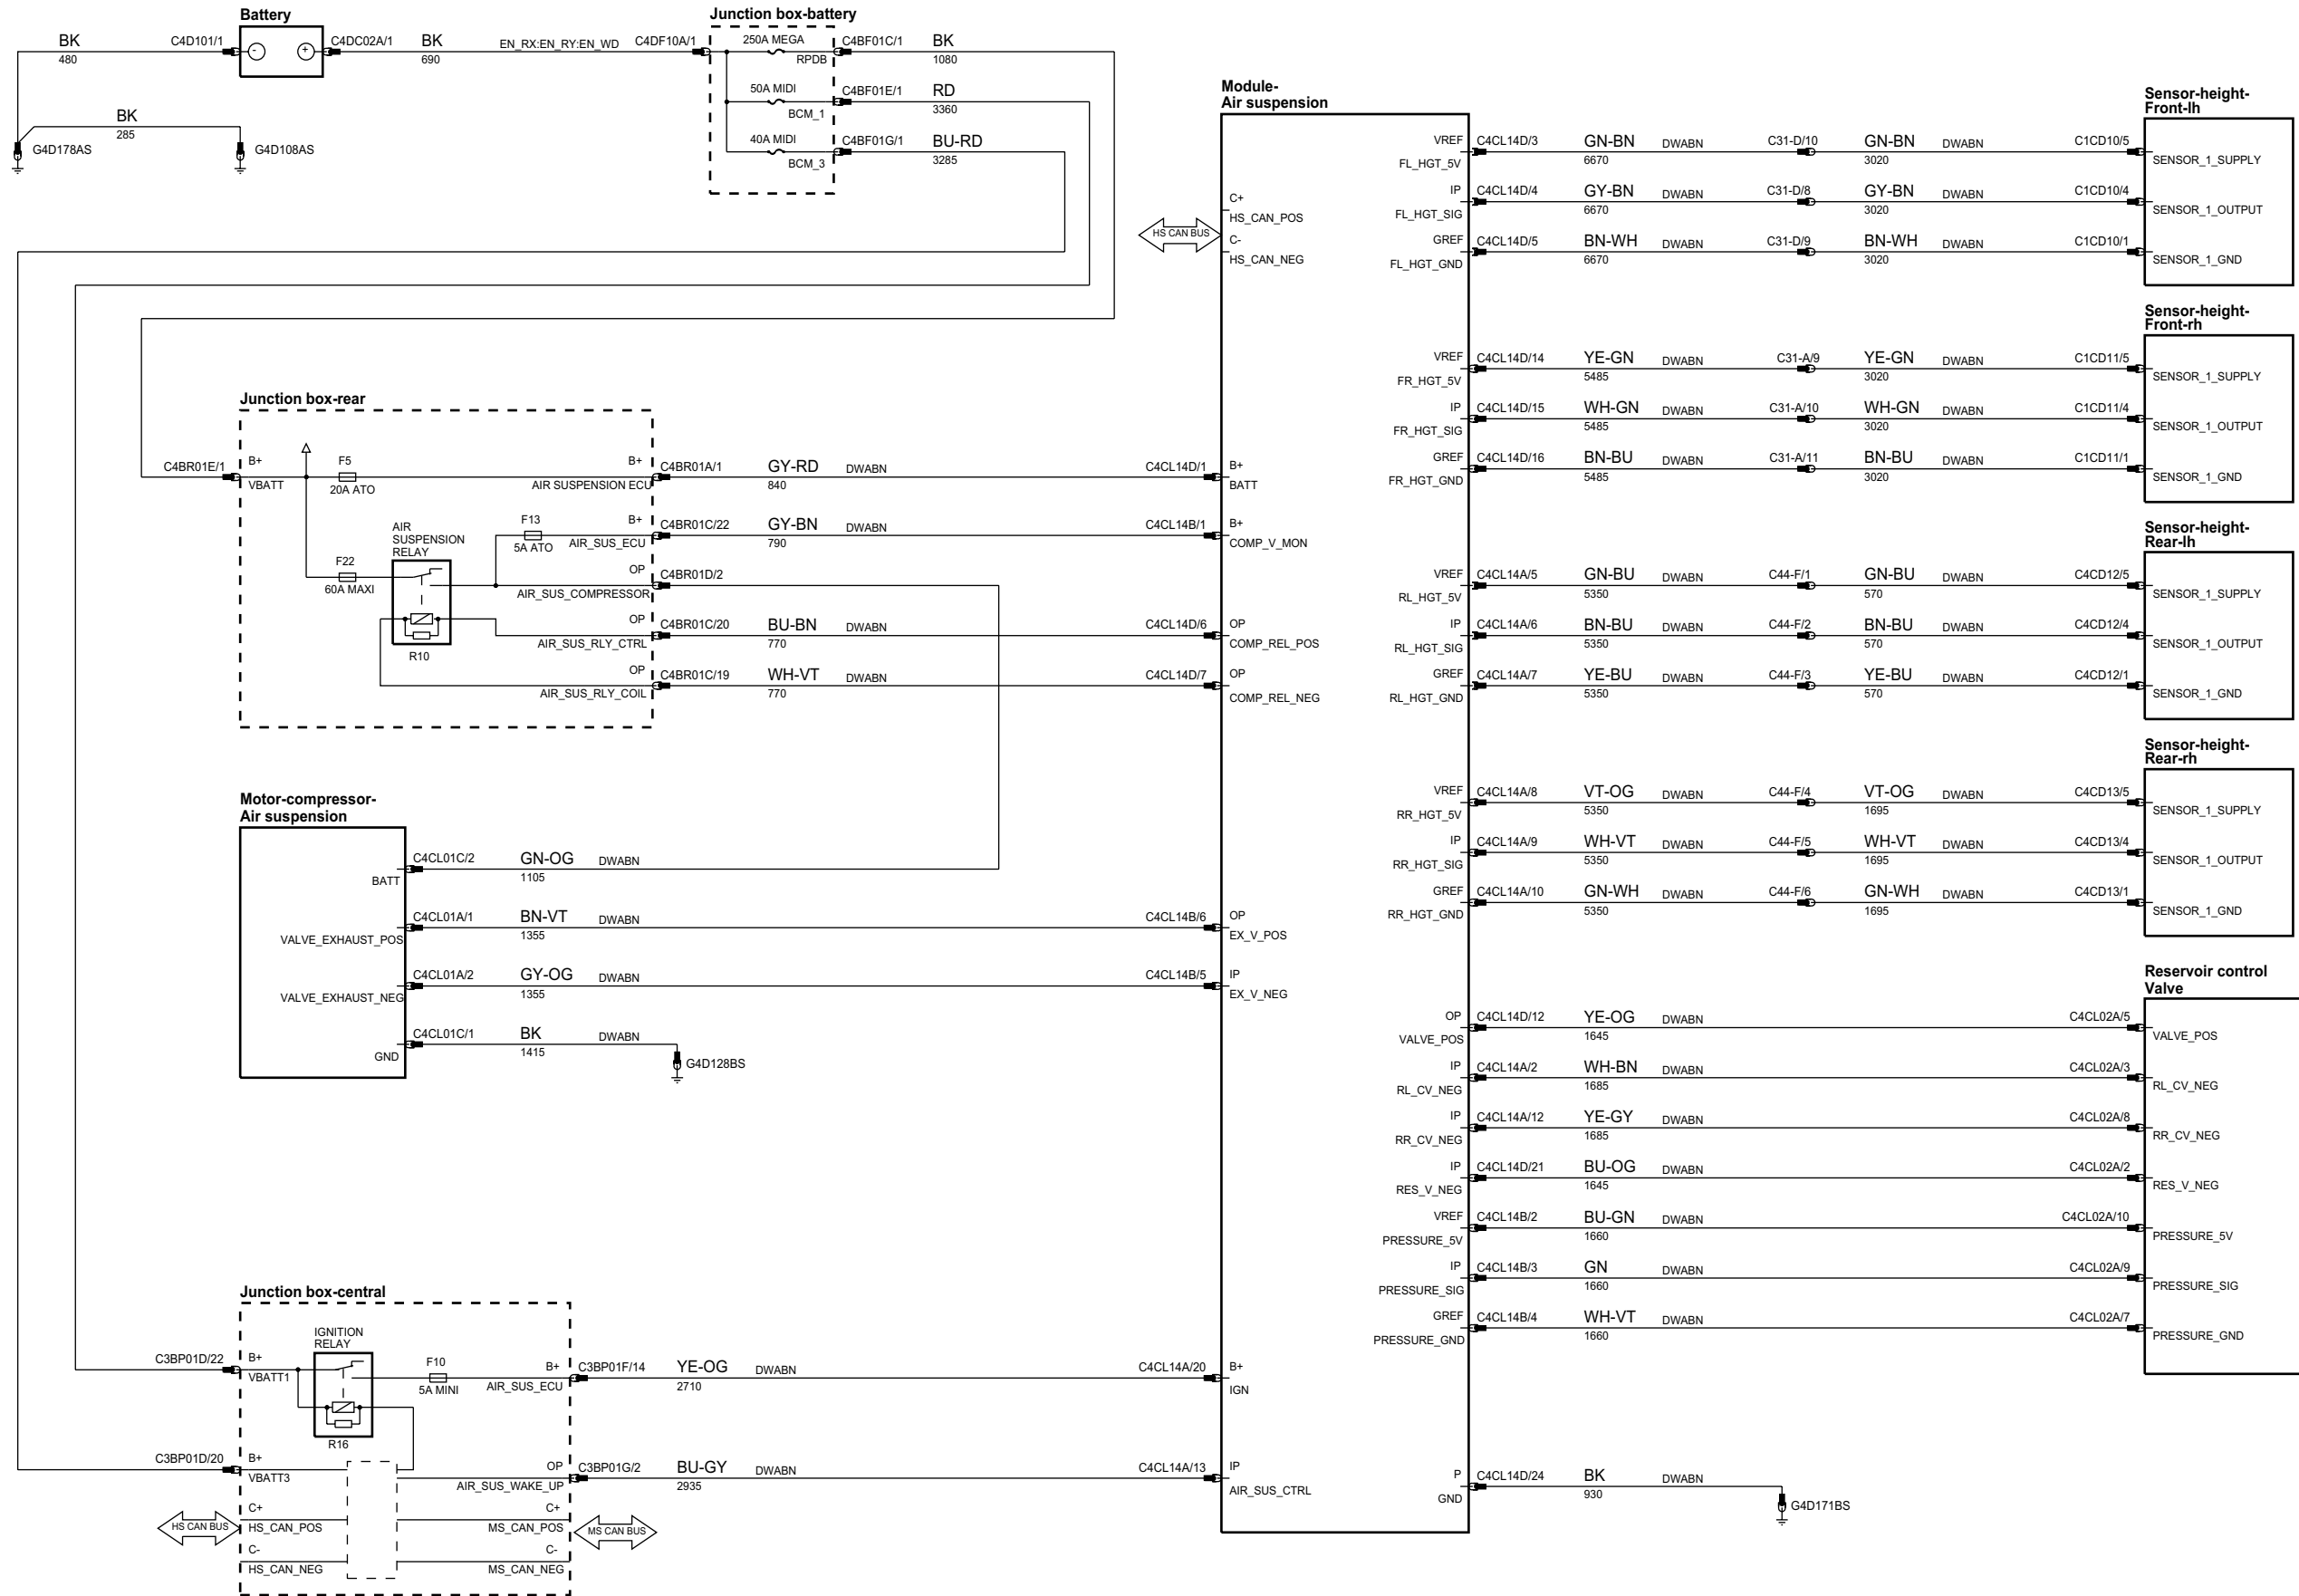 Battery
Junction box-battery
BK
480
C4D101/1
-
+
C4DC02A/1
BK
690
EN_RX:EN_RY:EN_WD
C4DF10A/1
250A MEGA
RPDB
C4BF01C/1
BK
1080
50A MIDI
BCM_1
C4BF01E/1
RD
3360
40A MIDI
BCM_3
C4BF01G/1
BU-RD
3285
BK
285
G4D178AS
G4D108AS
Junction box-rear
C4BR01E/1
B+
VBATT
F5
20A ATO
B+
AIR SUSPENSION ECU
C4BR01A/1
GY-RD
840
DWABN
C4CL14D/1
B+
BATT
AIR
SUSPENSION
RELAY
F13
5A ATO
B+
AIR_SUS_ECU
C4BR01C/22
GY-BN
790
DWABN
C4CL14B/1
B+
COMP_V_MON
F22
60A MAXI
OP
AIR_SUS_COMPRESSOR
C4BR01D/2
OP
AIR_SUS_RLY_CTRL
C4BR01C/20
BU-BN
770
DWABN
C4CL14D/6
OP
COMP_REL_POS
R10
OP
AIR_SUS_RLY_COIL
C4BR01C/19
WH-VT
770
DWABN
C4CL14D/7
OP
COMP_REL_NEG
Motor-compressor-
Air suspension
BATT
C4CL01C/2
GN-OG
1105
DWABN
VALVE_EXHAUST_POS
C4CL01A/1
BN-VT
1355
DWABN
C4CL14B/6
OP
EX_V_POS
VALVE_EXHAUST_NEG
C4CL01A/2
GY-OG
1355
DWABN
C4CL14B/5
IP
EX_V_NEG
GND
C4CL01C/1
BK
1415
DWABN
G4D128BS
Junction box-central
IGNITION
RELAY
C3BP01D/22
B+
VBATT1
F10
5A MINI
B+
AIR_SUS_ECU
C3BP01F/14
YE-OG
2710
DWABN
C4CL14A/20
B+
IGN
R16
C3BP01D/20
B+
VBATT3
OP
AIR_SUS_WAKE_UP
C3BP01G/2
BU-GY
2935
DWABN
C4CL14A/13
IP
AIR_SUS_CTRL
HS CAN BUS
C+
HS_CAN_POS
C-
HS_CAN_NEG
C+
MS_CAN_POS
C-
MS_CAN_NEG
MS CAN BUS
Module-
Air suspension
HS CAN BUS
C+
HS_CAN_POS
C-
HS_CAN_NEG
Sensor-height-
Front-lh
VREF
FL_HGT_5V
C4CL14D/3
GN-BN
6670
DWABN
C31-D/10
GN-BN
3020
DWABN
C1CD10/5
SENSOR_1_SUPPLY
IP
FL_HGT_SIG
C4CL14D/4
GY-BN
6670
DWABN
C31-D/8
GY-BN
3020
DWABN
C1CD10/4
SENSOR_1_OUTPUT
GREF
FL_HGT_GND
C4CL14D/5
BN-WH
6670
DWABN
C31-D/9
BN-WH
3020
DWABN
C1CD10/1
SENSOR_1_GND
Sensor-height-
Front-rh
VREF
FR_HGT_5V
C4CL14D/14
YE-GN
5485
DWABN
C31-A/9
YE-GN
3020
DWABN
C1CD11/5
SENSOR_1_SUPPLY
IP
FR_HGT_SIG
C4CL14D/15
WH-GN
5485
DWABN
C31-A/10
WH-GN
3020
DWABN
C1CD11/4
SENSOR_1_OUTPUT
GREF
FR_HGT_GND
C4CL14D/16
BN-BU
5485
DWABN
C31-A/11
BN-BU
3020
DWABN
C1CD11/1
SENSOR_1_GND
Sensor-height-
Rear-lh
VREF
RL_HGT_5V
C4CL14A/5
GN-BU
5350
DWABN
C44-F/1
GN-BU
570
DWABN
C4CD12/5
SENSOR_1_SUPPLY
IP
RL_HGT_SIG
C4CL14A/6
BN-BU
5350
DWABN
C44-F/2
BN-BU
570
DWABN
C4CD12/4
SENSOR_1_OUTPUT
GREF
RL_HGT_GND
C4CL14A/7
YE-BU
5350
DWABN
C44-F/3
YE-BU
570
DWABN
C4CD12/1
SENSOR_1_GND
Sensor-height-
Rear-rh
VREF
RR_HGT_5V
C4CL14A/8
VT-OG
5350
DWABN
C44-F/4
VT-OG
1695
DWABN
C4CD13/5
SENSOR_1_SUPPLY
IP
RR_HGT_SIG
C4CL14A/9
WH-VT
5350
DWABN
C44-F/5
WH-VT
1695
DWABN
C4CD13/4
SENSOR_1_OUTPUT
GREF
RR_HGT_GND
C4CL14A/10
GN-WH
5350
DWABN
C44-F/6
GN-WH
1695
DWABN
C4CD13/1
SENSOR_1_GND
Reservoir control
Valve
OP
VALVE_POS
C4CL14D/12
YE-OG
1645
DWABN
C4CL02A/5
VALVE_POS
IP
RL_CV_NEG
C4CL14A/2
WH-BN
1685
DWABN
C4CL02A/3
RL_CV_NEG
IP
RR_CV_NEG
C4CL14A/12
YE-GY
1685
DWABN
C4CL02A/8
RR_CV_NEG
IP
RES_V_NEG
C4CL14D/21
BU-OG
1645
DWABN
C4CL02A/2
RES_V_NEG
VREF
PRESSURE_5V
C4CL14B/2
BU-GN
1660
DWABN
C4CL02A/10
PRESSURE_5V
IP
PRESSURE_SIG
C4CL14B/3
GN
1660
DWABN
C4CL02A/9
PRESSURE_SIG
GREF
PRESSURE_GND
C4CL14B/4
WH-VT
1660
DWABN
C4CL02A/7
PRESSURE_GND
P
GND
C4CL14D/24
BK
930
DWABN
G4D171BS